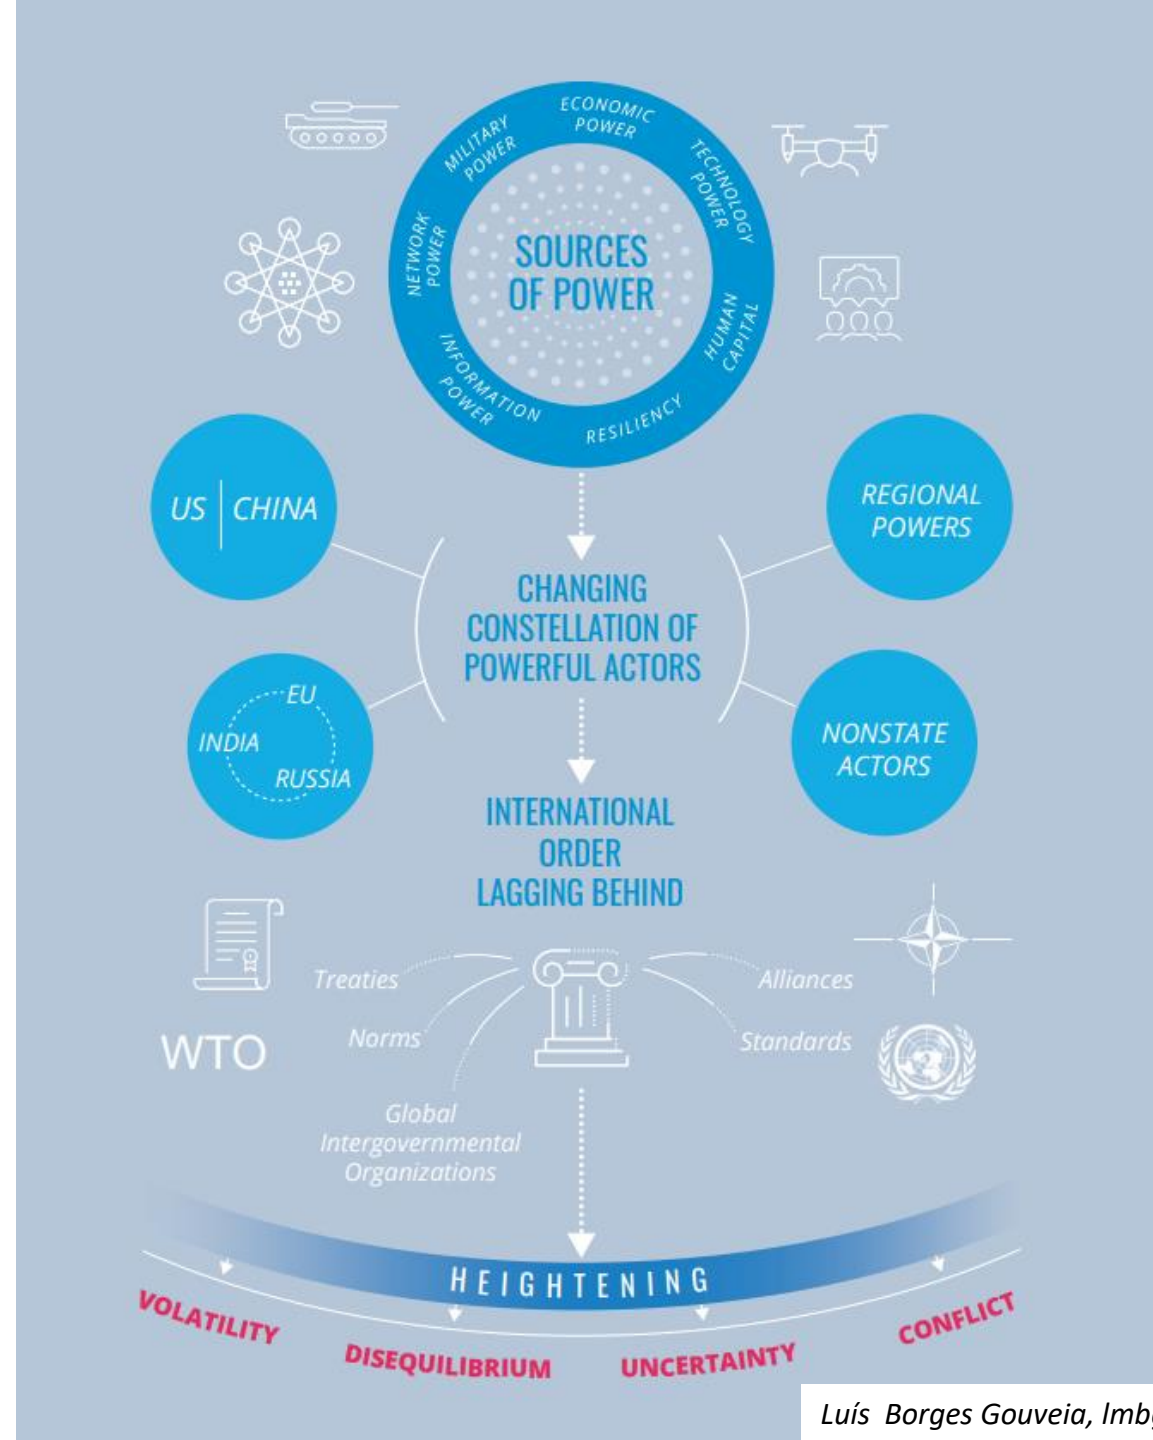 ECONOMIC
POWER
MILITARY
POWER
TECHNOLOGY
POWER
NETWORK
POWER
SOURCES
OF POWER
HUMAN
CAPITAL
INFORMATION
POWER
RESILIENCY
US | CHINA
REGIONAL
POWERS
CHANGING
CONSTELLATION OF
POWERFUL ACTORS
EU
INDIA
RUSSIA
NONSTATE
ACTORS
INTERNATIONAL
ORDER
LAGGING BEHIND
Treaties
Alliances
WTO
Norms
Standards
Global
Intergovernmental
Organizations
HEIGHTENING
VOLATILITY
DISEQUILIBRIUM
UNCERTAINTY
CONFLICT
Luís Borges Gouveia,